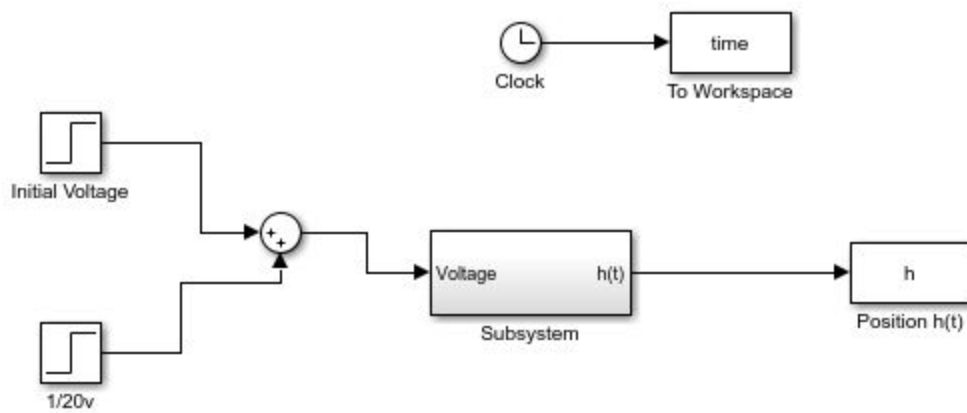 time
Clock
To Workspace
Initial Voltage
Voltage
h(t)
h
Subsystem
Position h(t)
1/20v